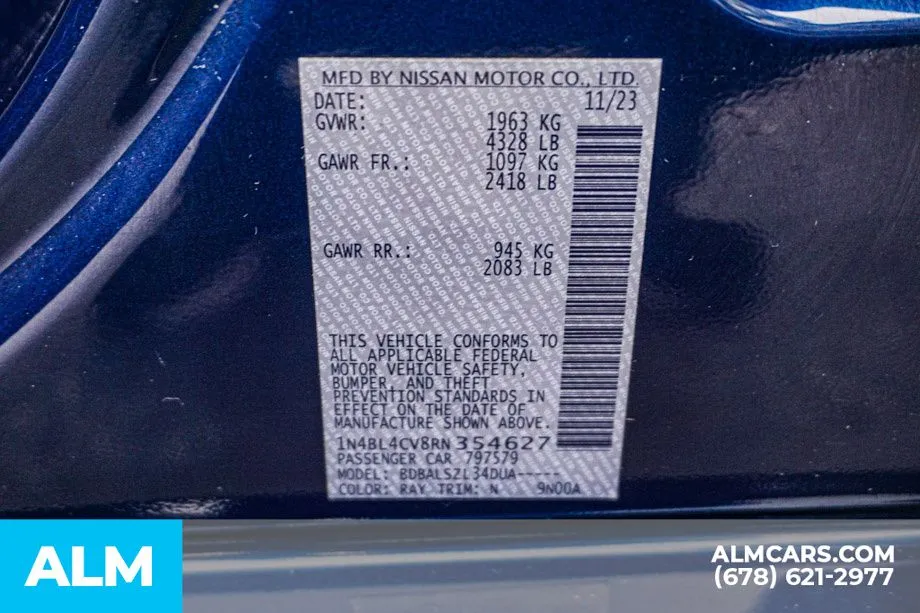 MFD BY NISSAN MOTOR CO., LTD.
DATE: 11/23
GVWR: 1963 KG
4328 LB
GAWR FR.: 1097 KG
2418 LB
GAWR RR.: 945 KG
2083 LB
THIS VEHICLE CONFORMS TO
ALL APPLICABLE FEDERAL
MOTOR VEHICLE SAFETY,
BUMPER, AND THEFT
PREVENTION STANDARDS IN
EFFECT ON THE DATE OF
MANUFACTURE SHOWN ABOVE.
1N4BL4CV8RN354627
PASSENGER CAR 797579
MODEL: BDBALSZL34DUA-----
COLOR: RAY TRIM: N 9N00A
ALM
ALMCARS.COM
(678) 621-2977